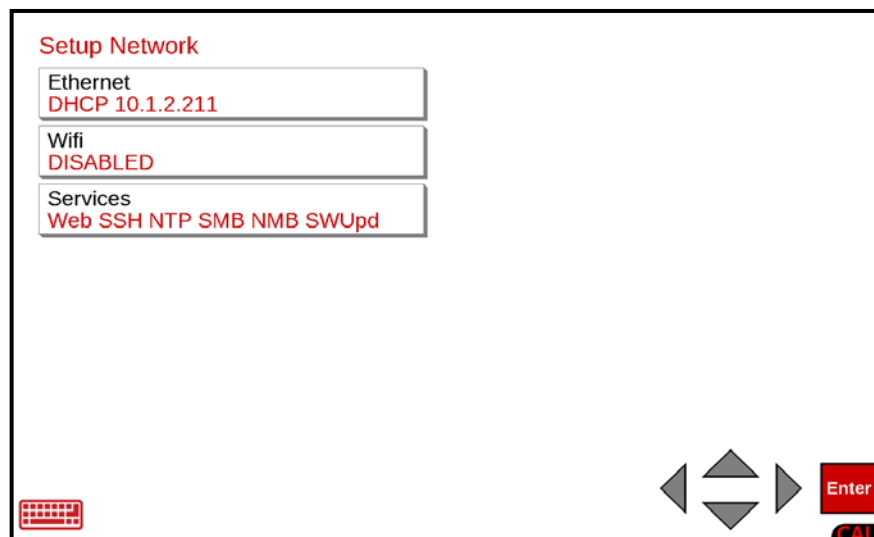 Setup Network
Ethernet
DHCP 10.1.2.211
Wifi
DISABLED
Services
Web SSH NTP SMB NMB SWUpd
Enter